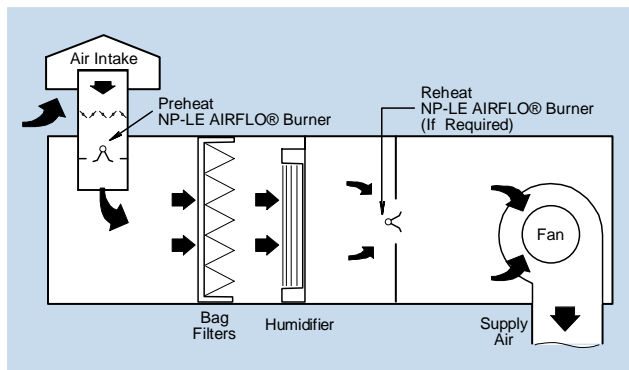 Air Intake
Preheat
NP-LE AIRFLO® Burner
Reheat
NP-LE AIRFLO® Burner
(If Required)
Fan
Bag
Filters
Humidifier
Supply
Air